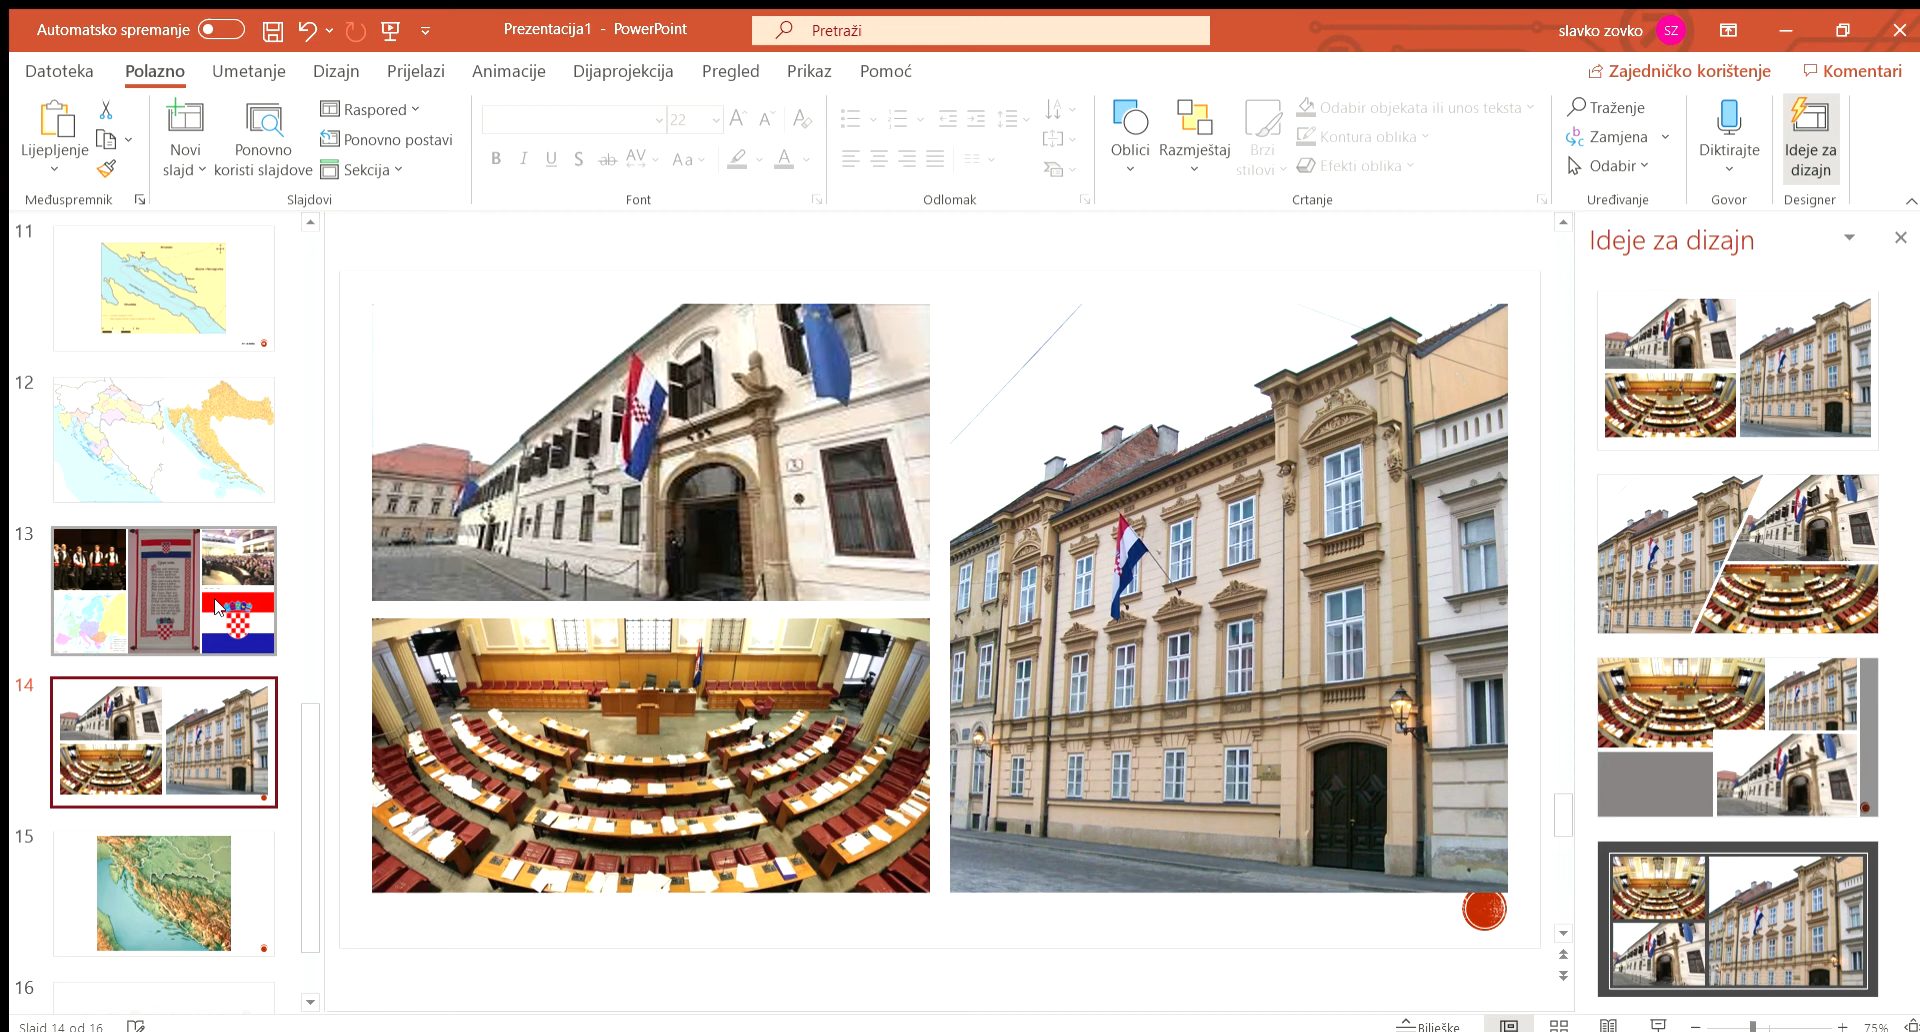 Automatsko spremanje
Prezentacija1 - PowerPoint
Pretraži
slavko zovko
SZ
Datoteka
Polazno
Umetanje
Dizajn
Prijelazi
Animacije
Dijaprojekcija
Pregled
Prikaz
Pomoć
Zajedničko korištenje
Komentari
Lijepljenje
Novi slajd
Ponovno koristi slajdove
Raspored
Ponovno postavi
Sekcija
22
B I U S ab AV Aa A
Oblici
Razmještaj
Brzi stilovi
Odabir objekata ili unos teksta
Kontura oblika
Efekti oblika
Traženje
Zamjena
Odabir
Diktirajte
Ideje za dizajn
Međuspremnik
Slajdovi
Font
Odlomak
Crtanje
Uređivanje
Govor
Designer
11
12
13
14
15
16
Ideje za dizajn
Slajd 14 od 16
Bilješke
75%